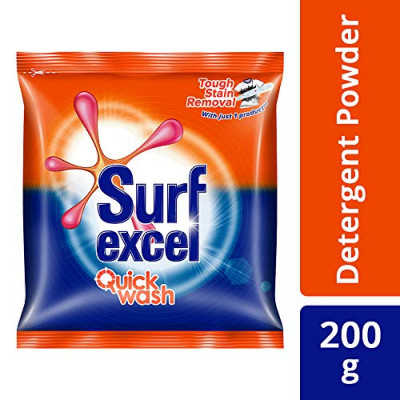 Tough
Stain
Removal
With just 1 product!
Surf
excel
Quick
wash
Detergent Powder
200
g